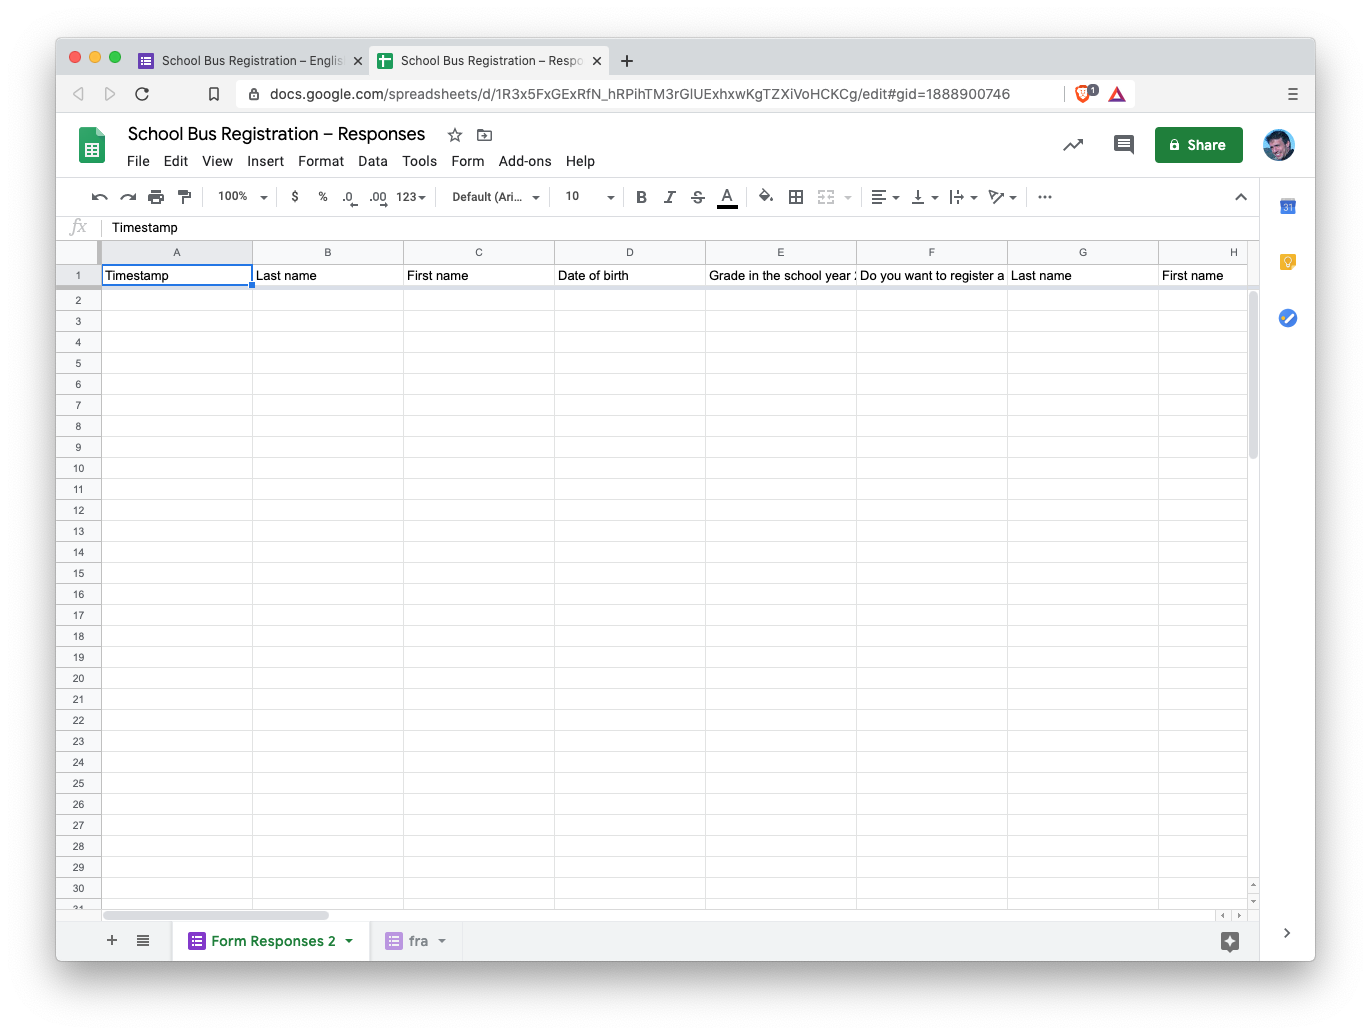 School Bus Registration – Englis
School Bus Registration – Respo
docs.google.com/spreadsheets/d/1R3x5FxGExRfN_hRPihTM3rGlUExhxwKgTZXiVoHCKCg/edit#gid=1888900746
1
School Bus Registration – Responses
File Edit View Insert Format Data Tools Form Add-ons Help
Share
100% $ % .0 .00 123 Default (Ari... 10 B I S A
31
fx Timestamp
A B C D E F G H
1 Timestamp Last name First name Date of birth Grade in the school year Do you want to register a Last name First name
2
3
4
5
6
7
8
9
10
11
12
13
14
15
16
17
18
19
20
21
22
23
24
25
26
27
28
29
30
31
Form Responses 2 fra